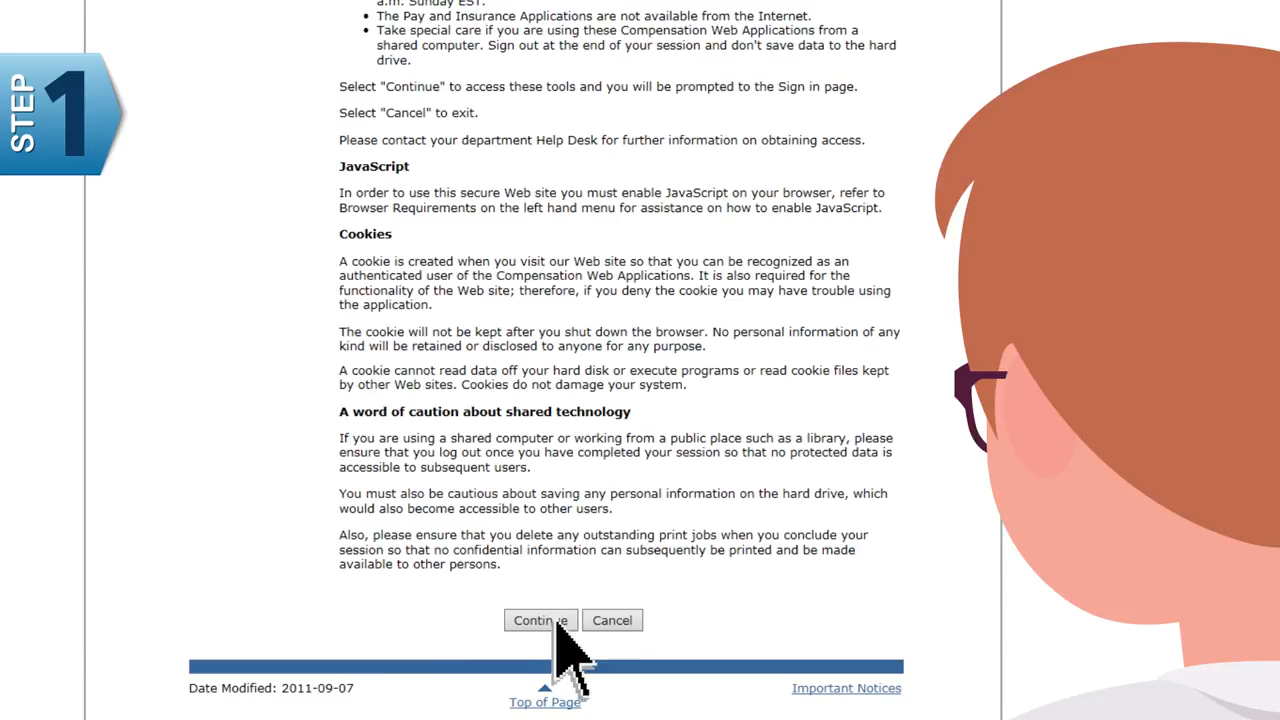 STEP 1
a.m. Sunday EST.
• The Pay and Insurance Applications are not available from the Internet.
• Take special care if you are using these Compensation Web Applications from a
shared computer. Sign out at the end of your session and don't save data to the hard
drive.
Select "Continue" to access these tools and you will be prompted to the Sign in page.
Select "Cancel" to exit.
Please contact your department Help Desk for further information on obtaining access.
JavaScript
In order to use this secure Web site you must enable JavaScript on your browser, refer to
Browser Requirements on the left hand menu for assistance on how to enable JavaScript.
Cookies
A cookie is created when you visit our Web site so that you can be recognized as an
authenticated user of the Compensation Web Applications. It is also required for the
functionality of the Web site; therefore, if you deny the cookie you may have trouble using
the application.
The cookie will not be kept after you shut down the browser. No personal information of any
kind will be retained or disclosed to anyone for any purpose.
A cookie cannot read data off your hard disk or execute programs or read cookie files kept
by other Web sites. Cookies do not damage your system.
A word of caution about shared technology
If you are using a shared computer or working from a public place such as a library, please
ensure that you log out once you have completed your session so that no protected data is
accessible to subsequent users.
You must also be cautious about saving any personal information on the hard drive, which
would also become accessible to other users.
Also, please ensure that you delete any outstanding print jobs when you conclude your
session so that no confidential information can subsequently be printed and be made
available to other persons.
Continue Cancel
Date Modified: 2011-09-07
Top of Page
Important Notices